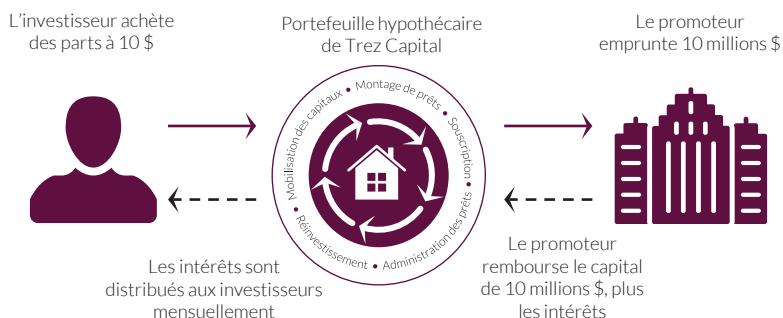 L'investisseur achète
des parts à 10 $
Portefeuille hypothécaire
de Trez Capital
Le promoteur
emprunte 10 millions $
Mobilisation des capitaux • Montage de prêts • Souscription • Administration des prêts • Réinvestissement •
Les intérêts sont
distribués aux investisseurs
mensuellement
Le promoteur
rembourse le capital
de 10 millions $, plus
les intérêts